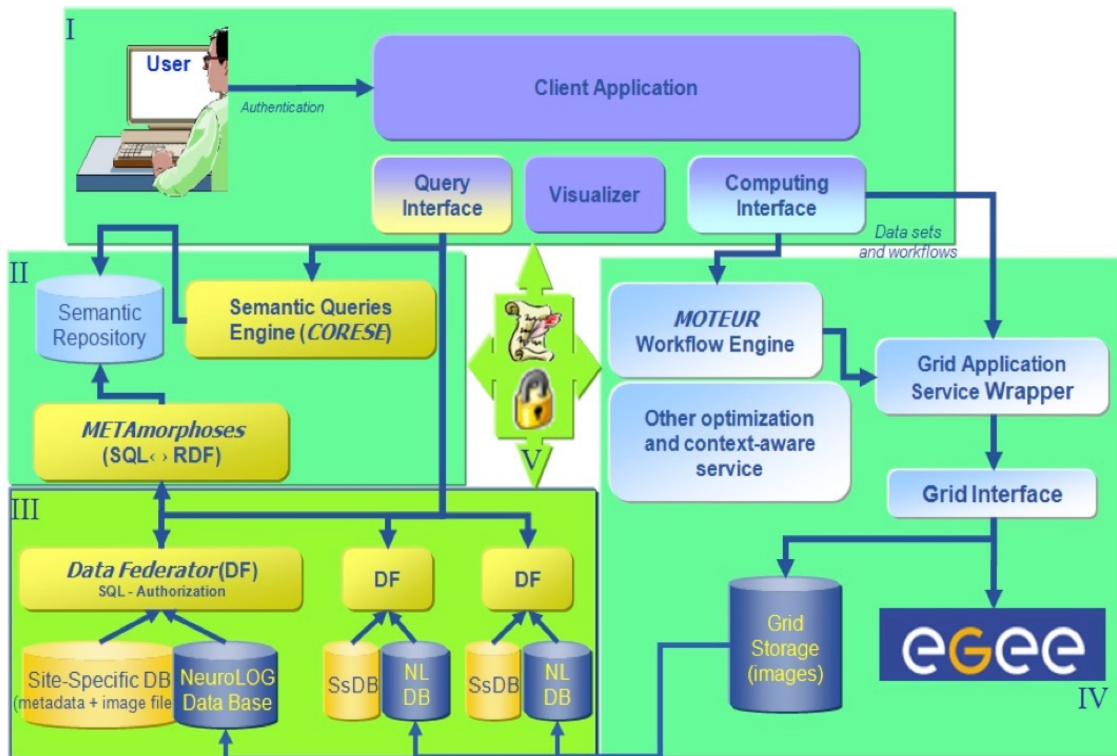 I
User
Authentication
Client Application
Query
Interface
Visualizer
Computing
Interface
Data sets
and workflows
II
Semantic
Repository
Semantic Queries
Engine (CORESE)
METAmorphoses
(SQL‹ ›RDF)
V
MOTEUR
Workflow Engine
Grid Application
Service Wrapper
Other optimization
and context-aware
service
Grid Interface
III
Data Federator(DF)
SQL - Authorization
DF
DF
Site-Specific DB
(metadata + image file
NeuroLOG
Data Base
SsDB
NL
DB
SsDB
NL
DB
Grid
Storage
(images)
eGee
IV